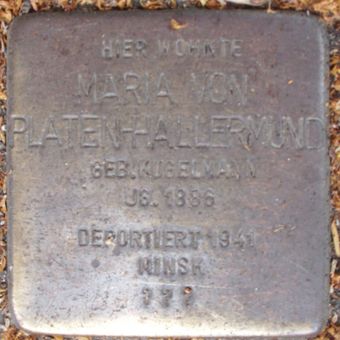 HIER WOHNTE
MARIA VON
PLATEN-HALLERMUND
GEB. KUGELMANN
JG. 1886
DEPORTIERT 1941
MINSK
? ? ?